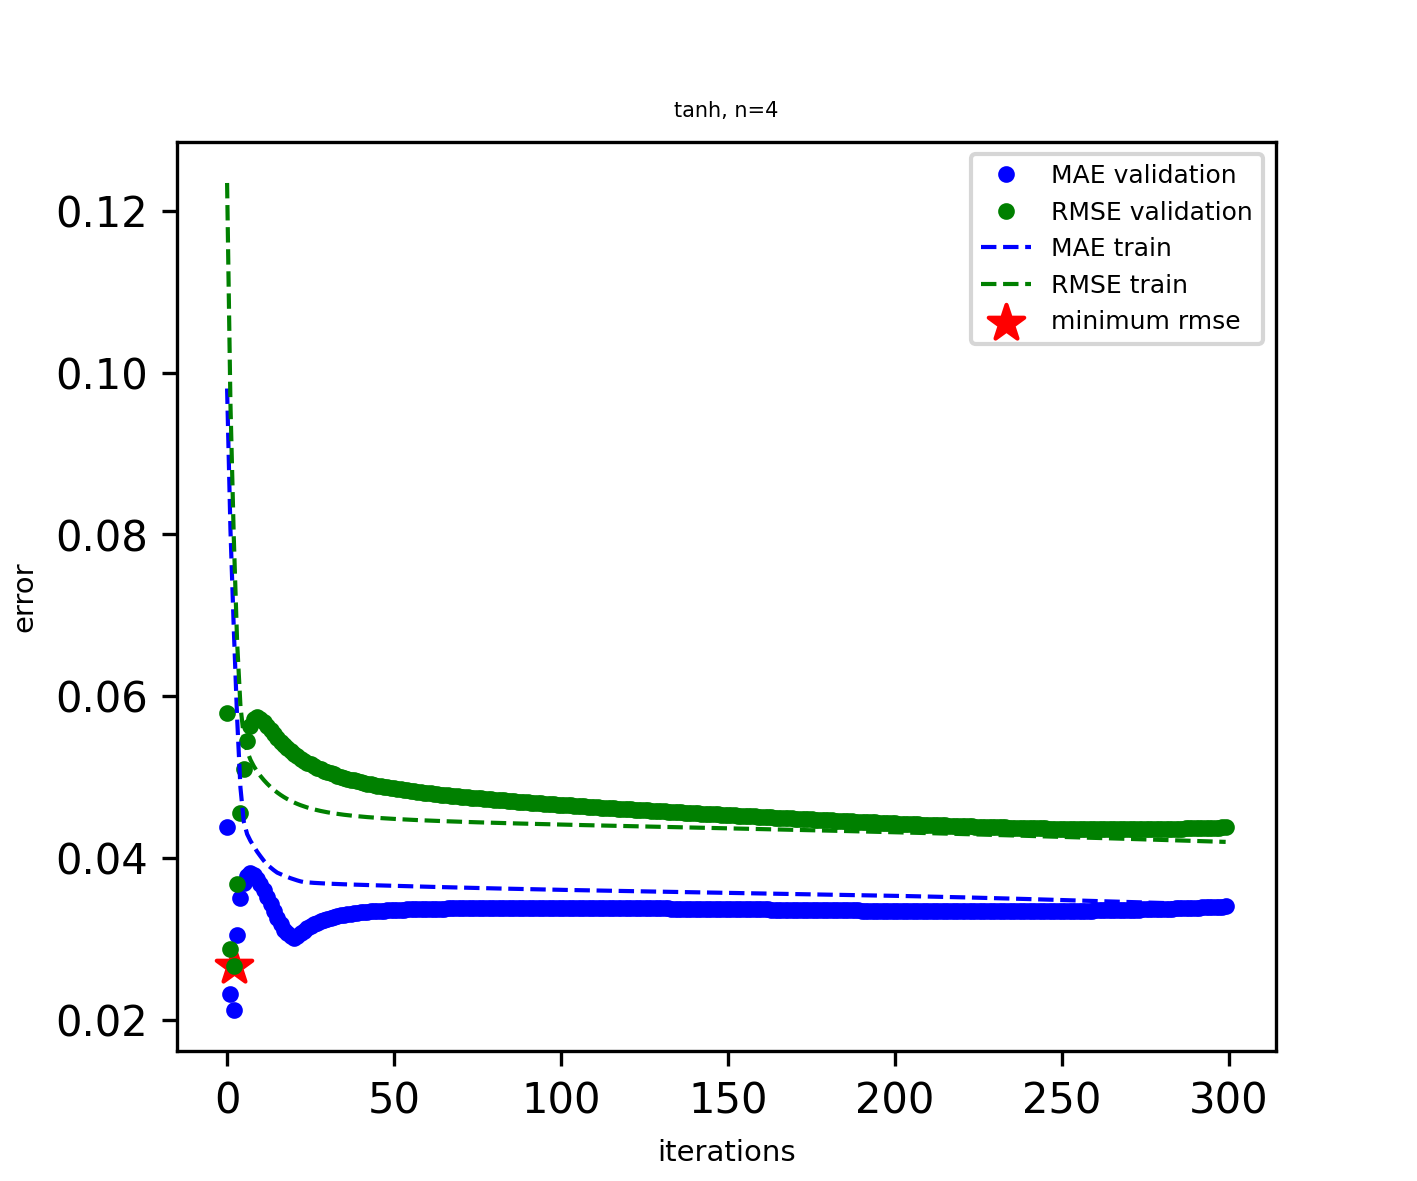 tanh, n=4
MAE validation
RMSE validation
MAE train
RMSE train
minimum rmse
error
0.12
0.10
0.08
0.06
0.04
0.02
0 50 100 150 200 250 300
iterations